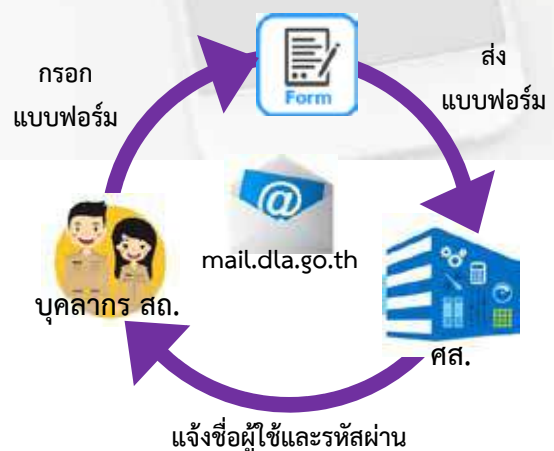 กรอก
แบบฟอร์ม
Form
ส่ง
แบบฟอร์ม
@
mail.dla.go.th
บุคลากร สถ.
ศส.
แจ้งชื่อผู้ใช้และรหัสผ่าน